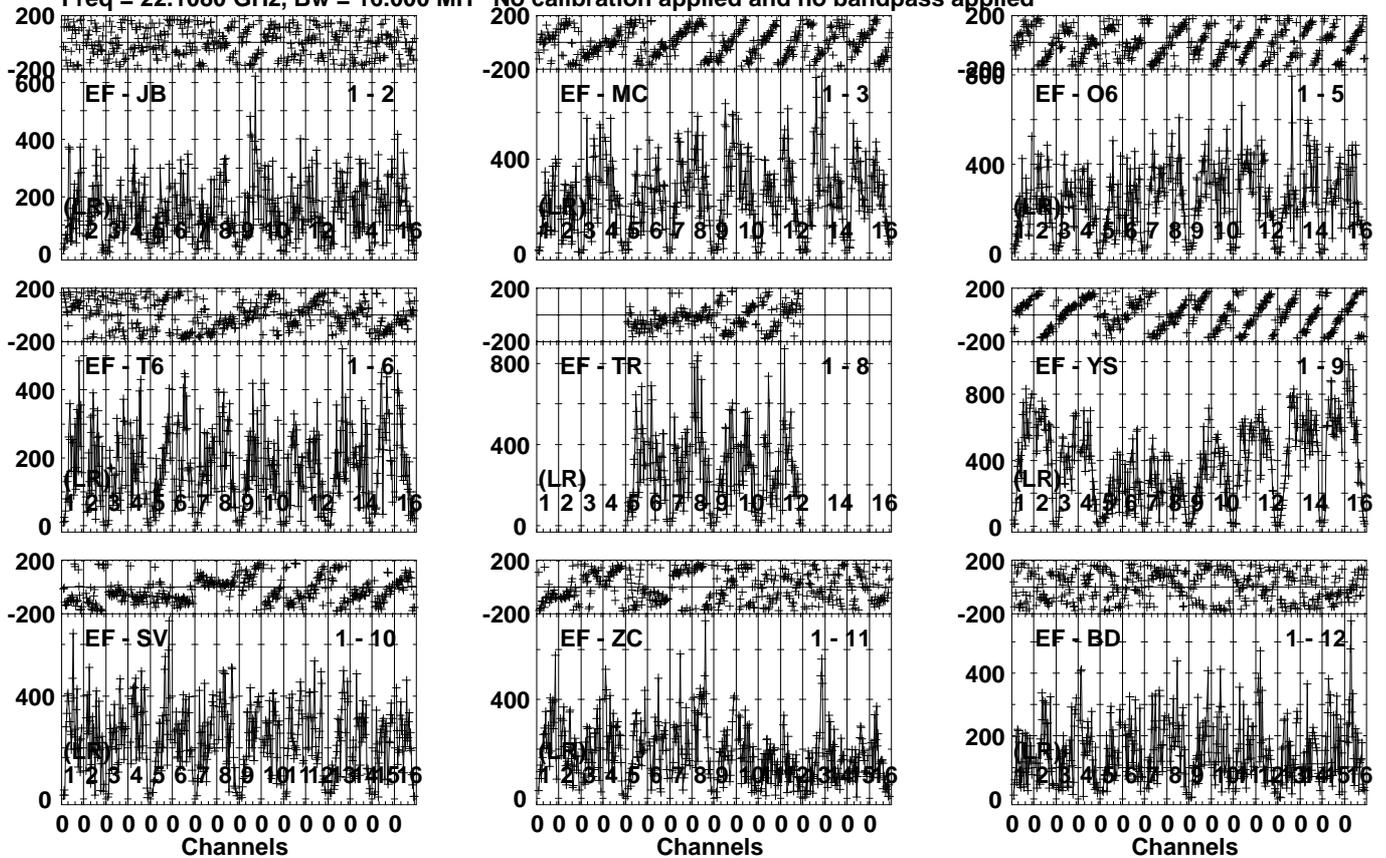 Freq = 22.1080 GHz, Bw = 16.000 MH No calibration applied and no bandpass applied
200
-200
600
400
200
0
EF - JB 1 - 2
(LR)
1 2 3 4 5 6 7 8 9 10 12 14 16
200
-200
400
0
EF - MC 1 - 3
(LR)
1 2 3 4 5 6 7 8 9 10 12 14 16
200
-200
800
400
200
0
EF - O6 1 - 5
(LR)
1 2 3 4 5 6 7 8 9 10 12 14 16
200
-200
400
200
0
EF - T6 1 - 6
(LR)
1 2 3 4 5 6 7 8 9 10 12 14 16
200
-200
800
400
0
EF - TR 1 - 8
(LR)
1 2 3 4 5 6 7 8 9 10 12 14 16
200
-200
800
400
0
EF - YS 1 - 9
(LR)
1 2 3 4 5 6 7 8 9 10 12 14 16
200
-200
400
0
EF - SV 1 - 10
(LR)
1 2 3 4 5 6 7 8 9 10 11 12 13 14 15 16
200
-200
400
0
EF - ZC 1 - 11
(LR)
1 2 3 4 5 6 7 8 9 10 11 12 13 14 15 16
200
-200
400
200
0
EF - BD 1 - 12
(LR)
1 2 3 4 5 6 7 8 9 10 11 12 13 14 15 16
0 0 0 0 0 0 0 0 0 0 0 0 0 0 0 0
Channels
0 0 0 0 0 0 0 0 0 0 0 0 0 0 0 0
Channels
0 0 0 0 0 0 0 0 0 0 0 0 0 0 0 0
Channels